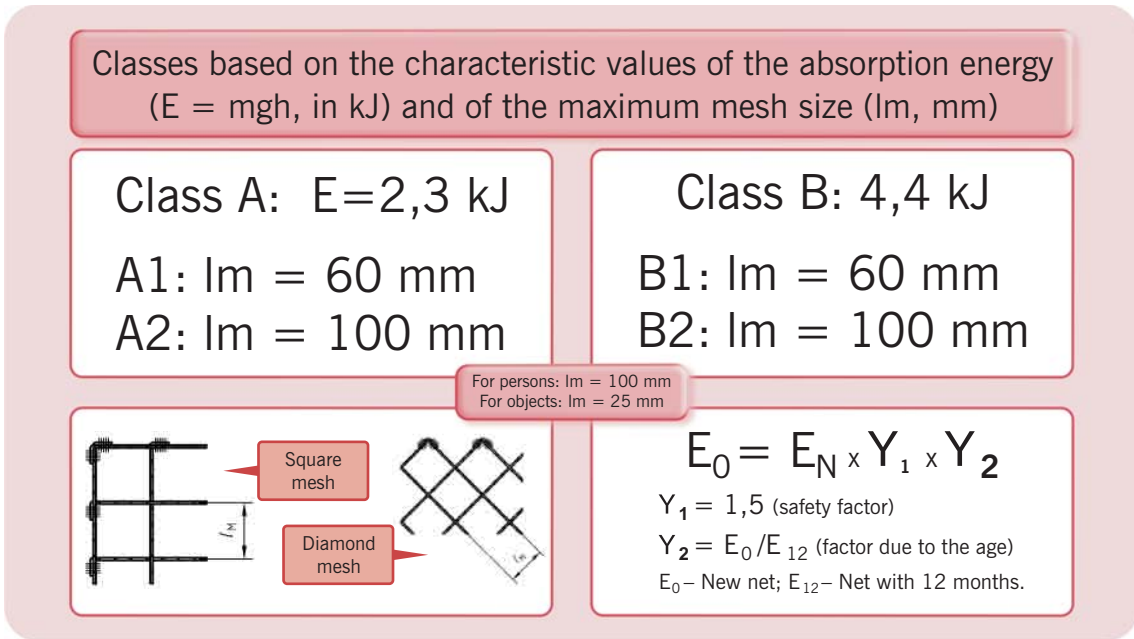 Classes based on the characteristic values of the absorption energy
(E = mgh, in kJ) and of the maximum mesh size (lm, mm)
Class A: E=2,3 kJ
A1: lm = 60 mm
A2: lm = 100 mm
Class B: 4,4 kJ
B1: lm = 60 mm
B2: lm = 100 mm
For persons: lm = 100 mm
For objects: lm = 25 mm
Square
mesh
lM
Diamond
mesh
lM
E0 = EN x Y1 x Y2
Y1 = 1,5 (safety factor)
Y2 = E0/E12 (factor due to the age)
E0– New net; E12– Net with 12 months.